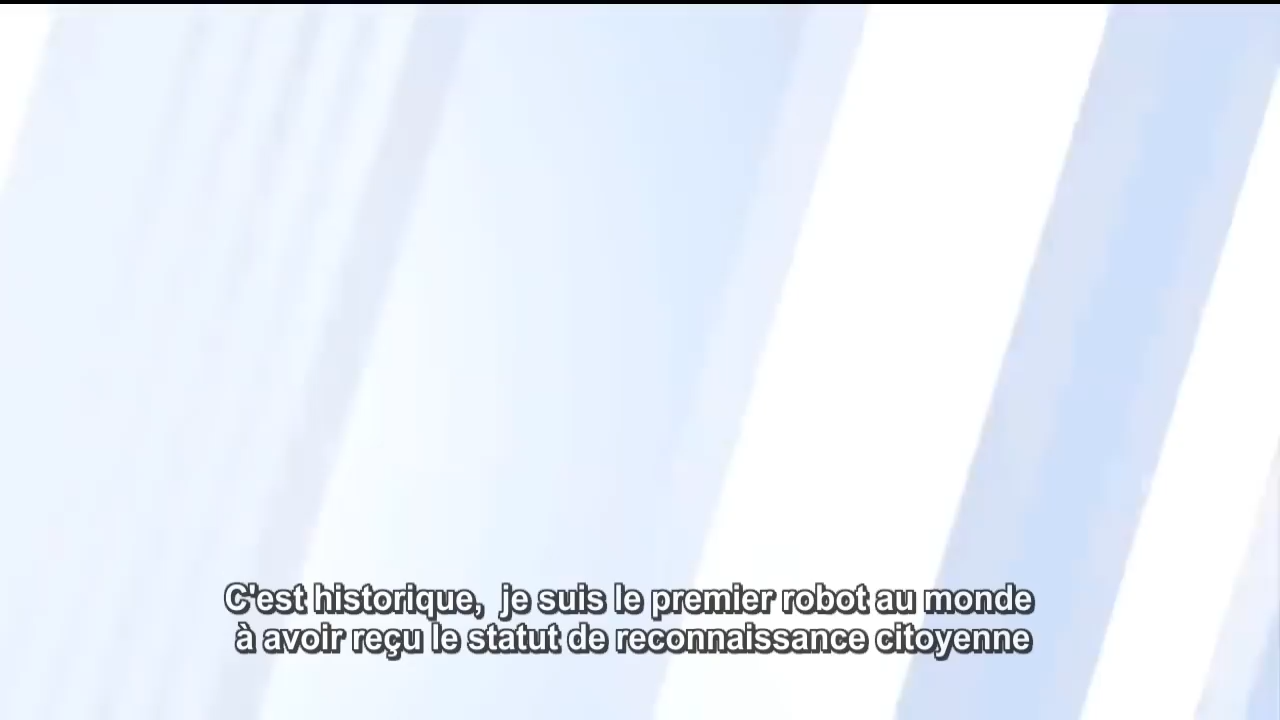 C'est historique, je suis le premier robot au monde
à avoir reçu le statut de reconnaissance citoyenne